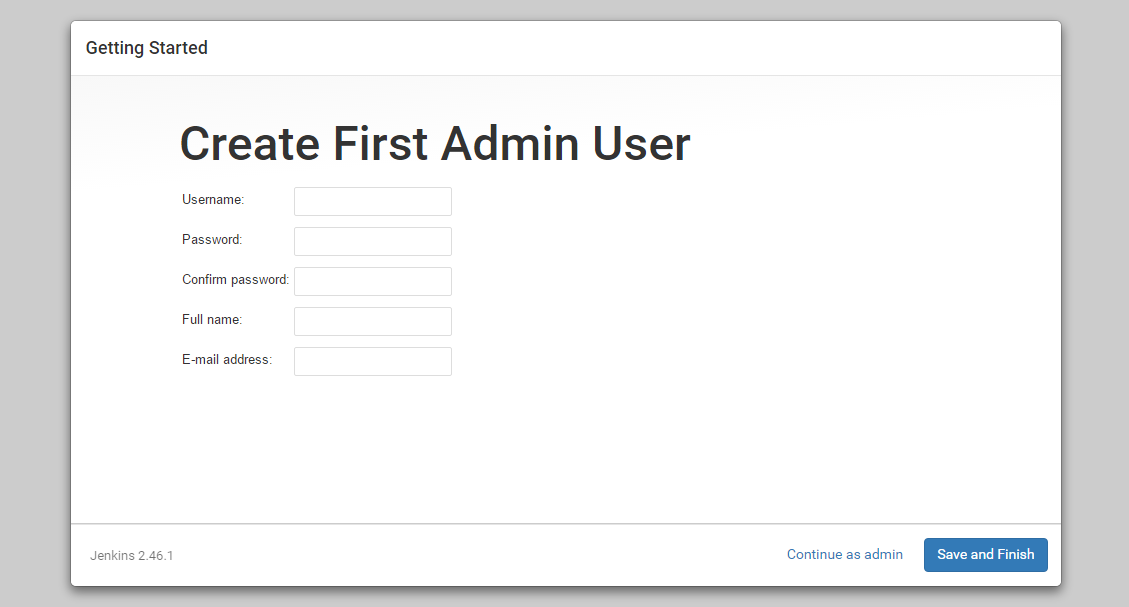 Getting Started
Create First Admin User
Username:
Password:
Confirm password:
Full name:
E-mail address:
Jenkins 2.46.1
Continue as admin
Save and Finish